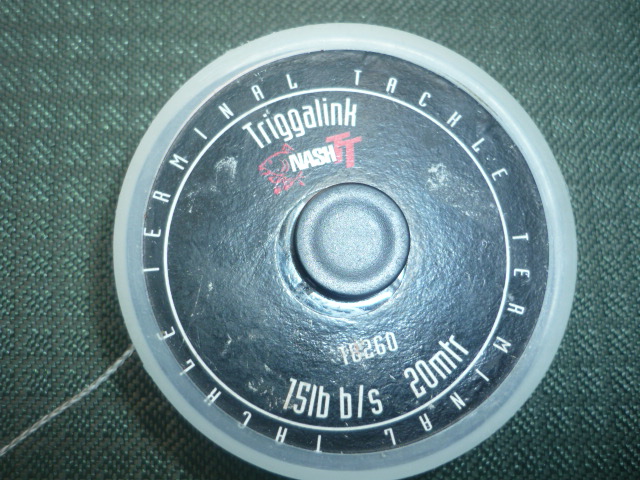 TERMINAL TACKLE TERMINAL TACKLE
Triggalink
NASH TT
T8260
15lb b/s 20mtr